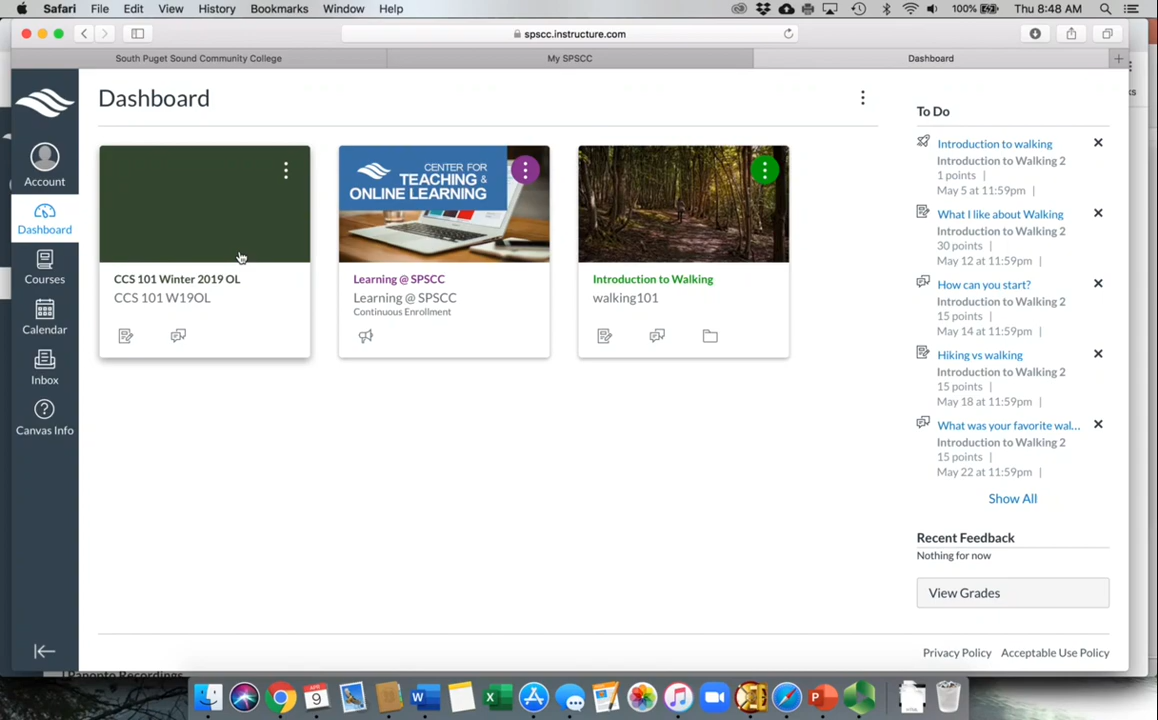 Safari File Edit View History Bookmarks Window Help 100% Thu 8:48 AM
spscc.instructure.com
South Puget Sound Community College My SPSCC Dashboard
Account
Dashboard
Courses
Calendar
Inbox
Canvas Info
Dashboard
CCS 101 Winter 2019 OL
CCS 101 W19OL
CENTER FOR
TEACHING &
ONLINE LEARNING
Learning @ SPSCC
Learning @ SPSCC
Continuous Enrollment
Introduction to Walking
walking101
To Do
Introduction to walking
Introduction to Walking 2
1 points |
May 5 at 11:59pm |
What I like about Walking
Introduction to Walking 2
30 points |
May 12 at 11:59pm |
How can you start?
Introduction to Walking 2
15 points |
May 14 at 11:59pm |
Hiking vs walking
Introduction to Walking 2
15 points |
May 18 at 11:59pm |
What was your favorite wal...
Introduction to Walking 2
15 points |
May 22 at 11:59pm |
Show All
Recent Feedback
Nothing for now
View Grades
Privacy Policy Acceptable Use Policy
Panopto Recordings
APR
9